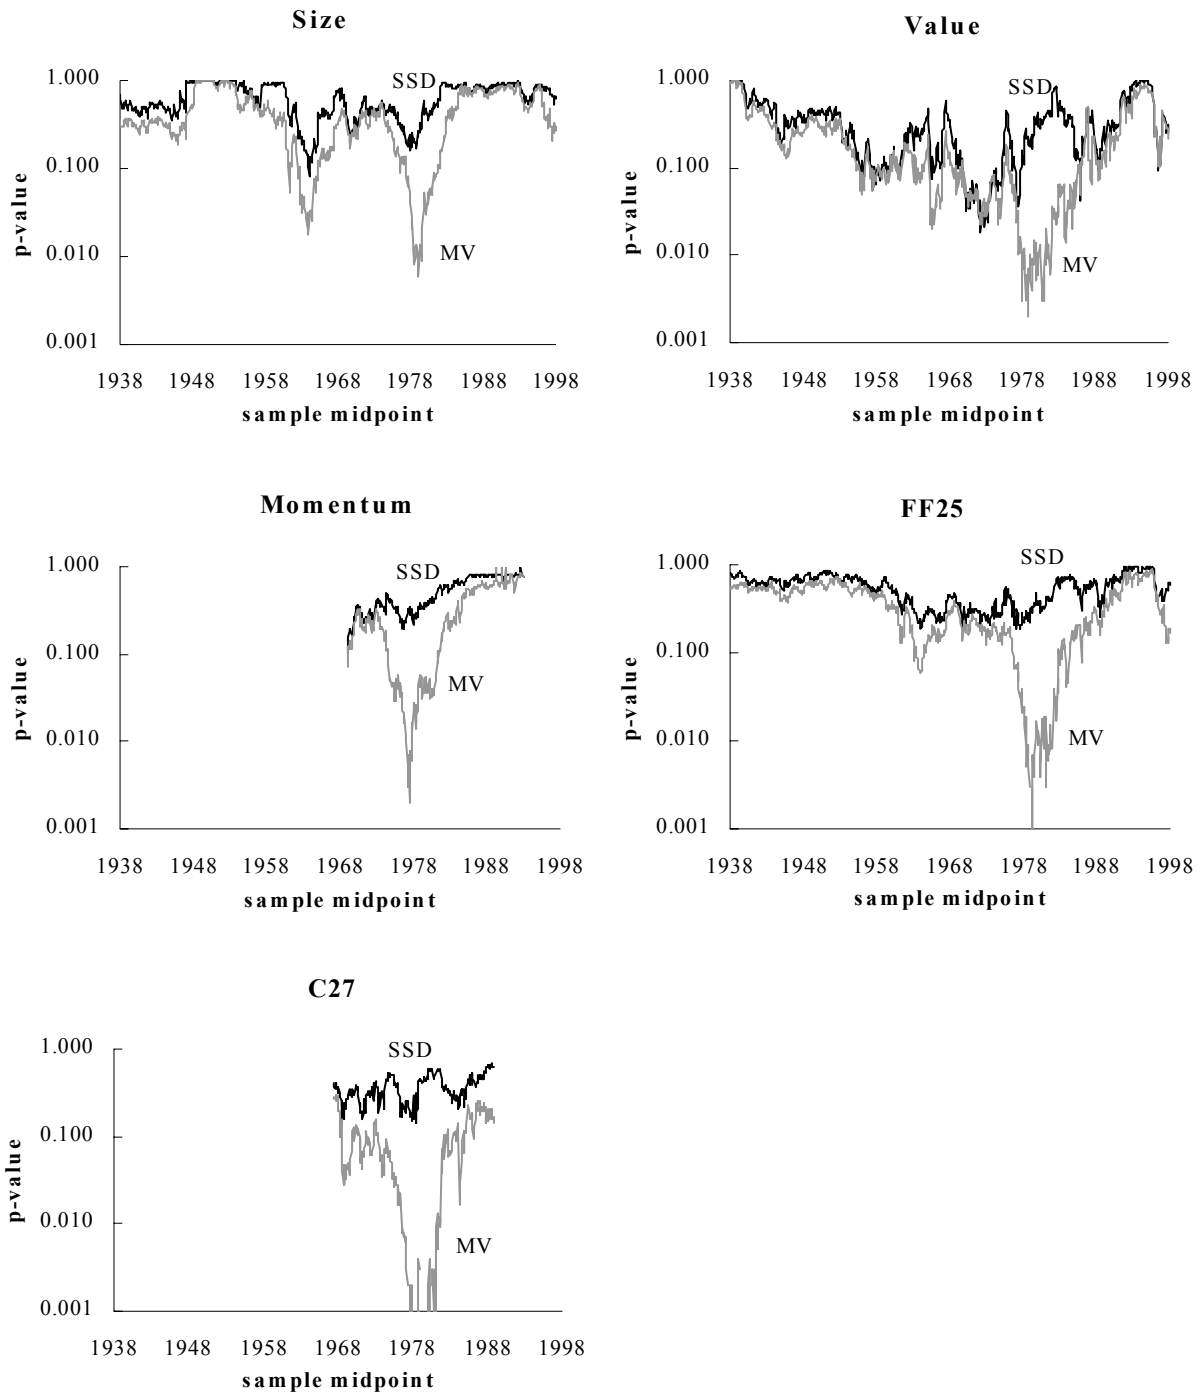 Size
1.000
0.100
0.010
0.001
p-value
SSD
MV
1938 1948 1958 1968 1978 1988 1998
sample midpoint
Value
1.000
0.100
0.010
0.001
p-value
SSD
MV
1938 1948 1958 1968 1978 1988 1998
sample midpoint
Momentum
1.000
0.100
0.010
0.001
p-value
SSD
MV
1938 1948 1958 1968 1978 1988 1998
sample midpoint
FF25
1.000
0.100
0.010
0.001
p-value
SSD
MV
1938 1948 1958 1968 1978 1988 1998
sample midpoint
C27
1.000
0.100
0.010
0.001
p-value
SSD
MV
1938 1948 1958 1968 1978 1988 1998
sample midpoint